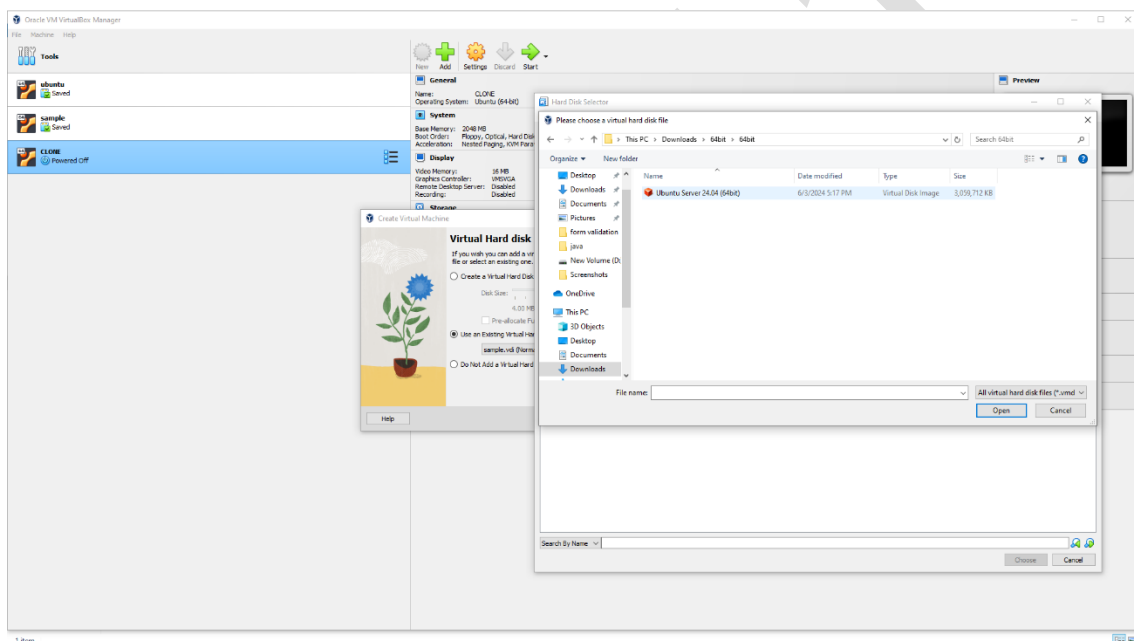 Oracle VM VirtualBox Manager
File Machine Help
Tools
New Add Settings Discard Start
ubuntu
Saved
sample
Saved
CLONE
Powered Off
General
Name: CLONE
Operating System: Ubuntu (64-bit)
System
Base Memory: 2048 MB
Boot Order: Floppy, Optical, Hard Disk
Acceleration: Nested Paging, KVM Para
Display
Video Memory: 16 MB
Graphics Controller: VMSVGA
Remote Desktop Server: Disabled
Recording: Disabled
Storage
Preview
Create Virtual Machine
Virtual Hard disk
If you wish you can add a vir
file or select an existing one.
Create a Virtual Hard Disk
Disk Size:
4.00 MB
Pre-allocate Fu
Use an Existing Virtual Har
sample.vdi (Norma
Do Not Add a Virtual Hard
Help
Hard Disk Selector
Please choose a virtual hard disk file
This PC > Downloads > 64bit > 64bit
Search 64bit
Organize New folder
Desktop
Downloads
Documents
Pictures
form validation
java
New Volume (D:
Screenshots
OneDrive
This PC
3D Objects
Desktop
Documents
Downloads
Name Date modified Type Size
Ubuntu Server 24.04 (64bit) 6/3/2024 5:17 PM Virtual Disk Image 3,059,712 KB
File name: All virtual hard disk files (*.vmd
Open Cancel
Search By Name
Choose Cancel
1 item